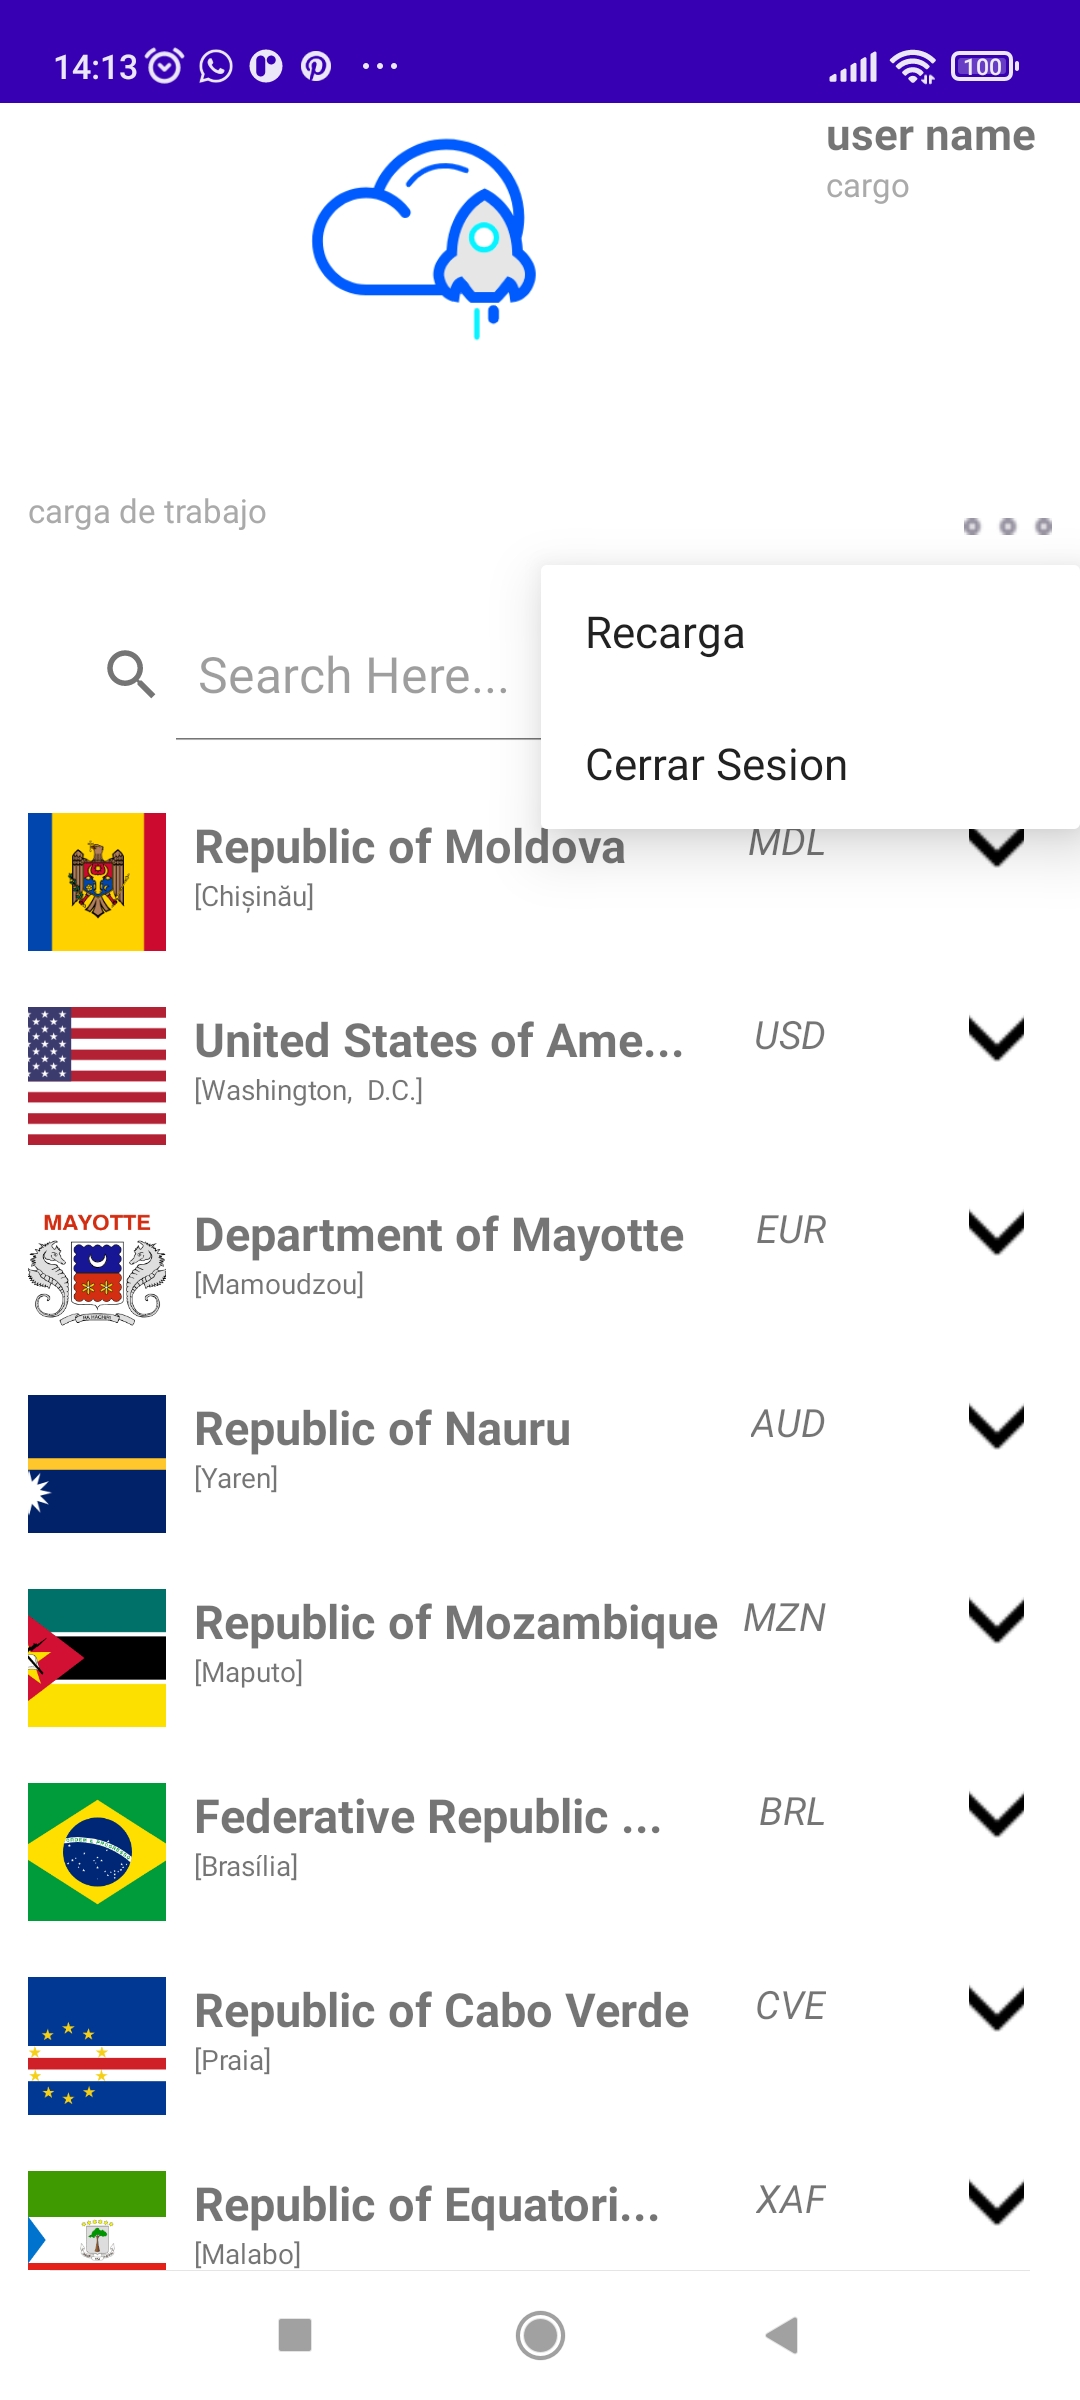 14:13
100
user name
cargo
carga de trabajo
Recarga
Search Here...
Cerrar Sesion
Republic of Moldova
MDL
[Chișinău]
United States of Ame...
USD
[Washington, D.C.]
MAYOTTE
Department of Mayotte
EUR
[Mamoudzou]
Republic of Nauru
AUD
[Yaren]
Republic of Mozambique
MZN
[Maputo]
Federative Republic ...
BRL
[Brasília]
Republic of Cabo Verde
CVE
[Praia]
Republic of Equatori...
XAF
[Malabo]